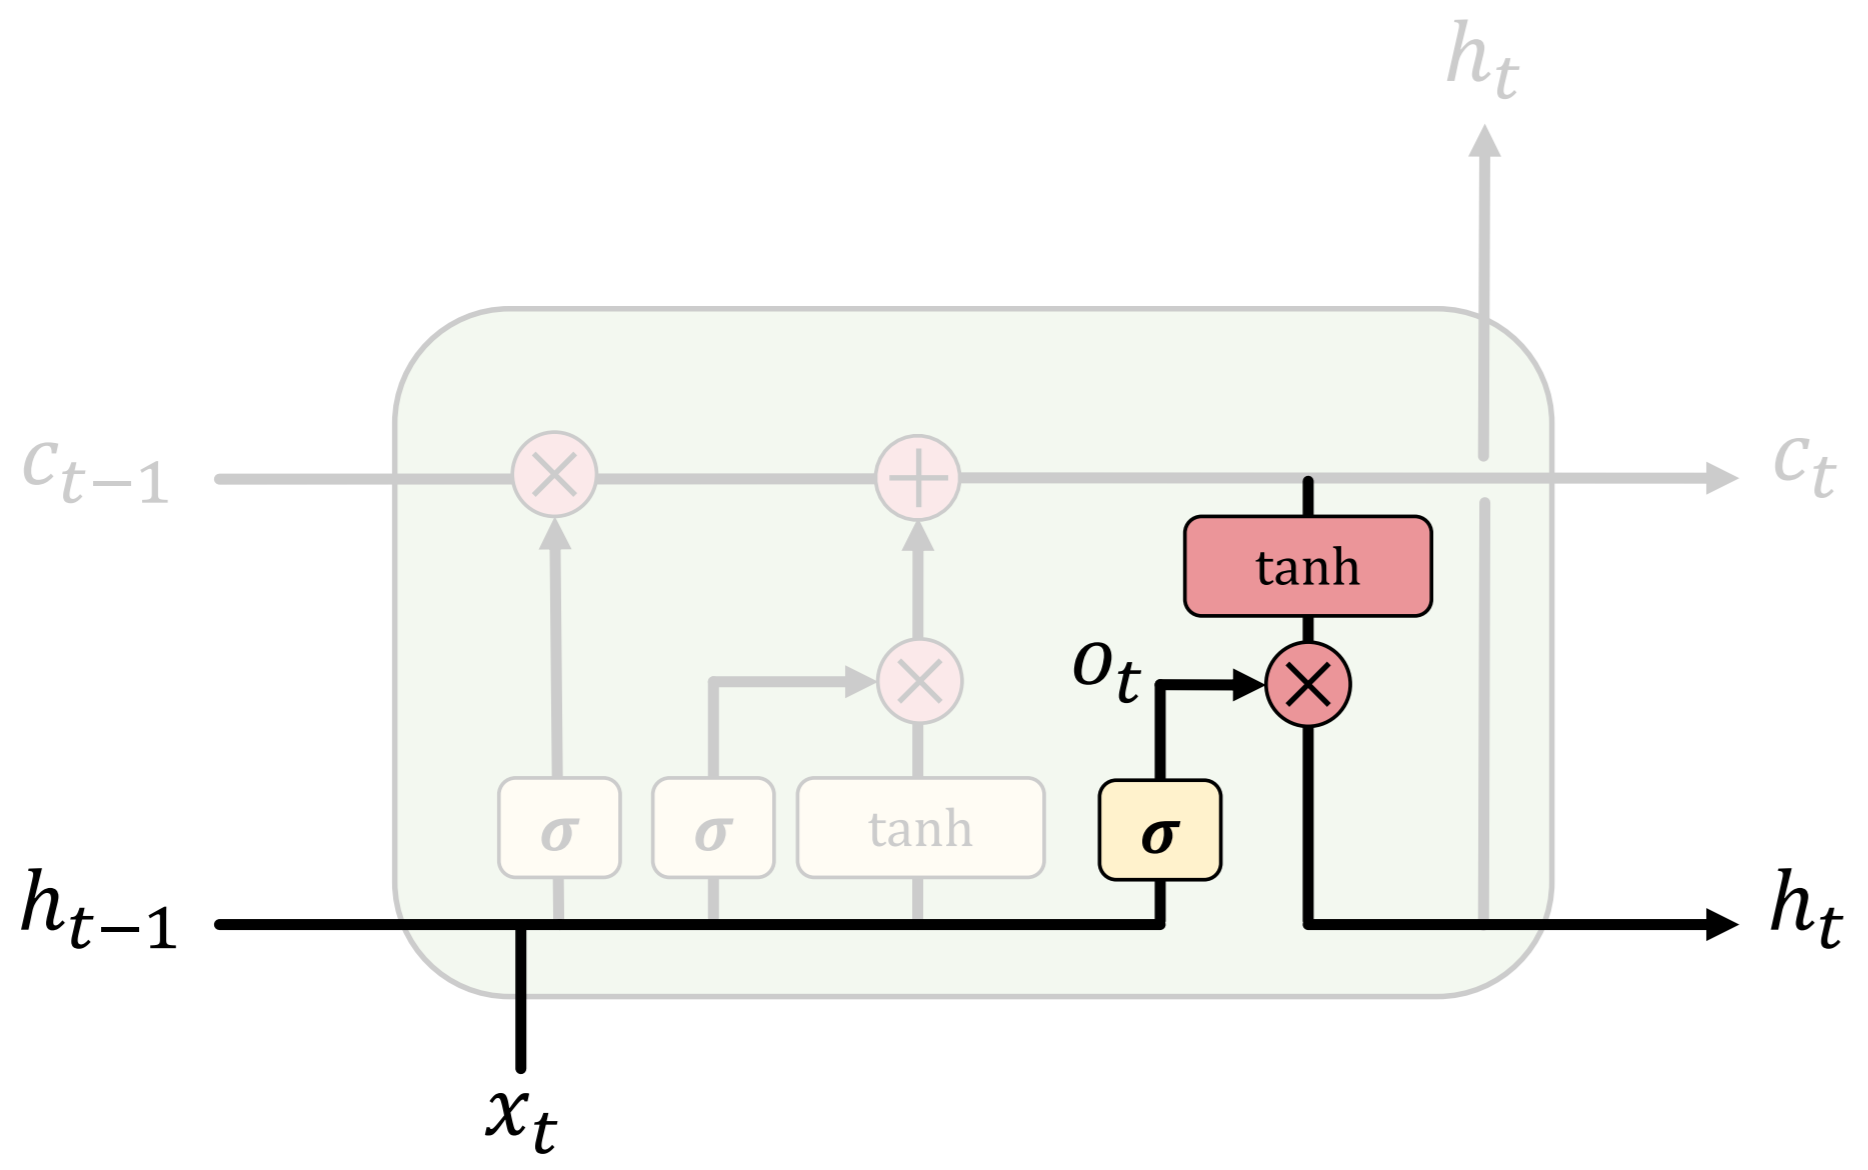 h_t
c_{t-1}
c_t
tanh
o_t
σ
σ
tanh
σ
h_{t-1}
h_t
x_t